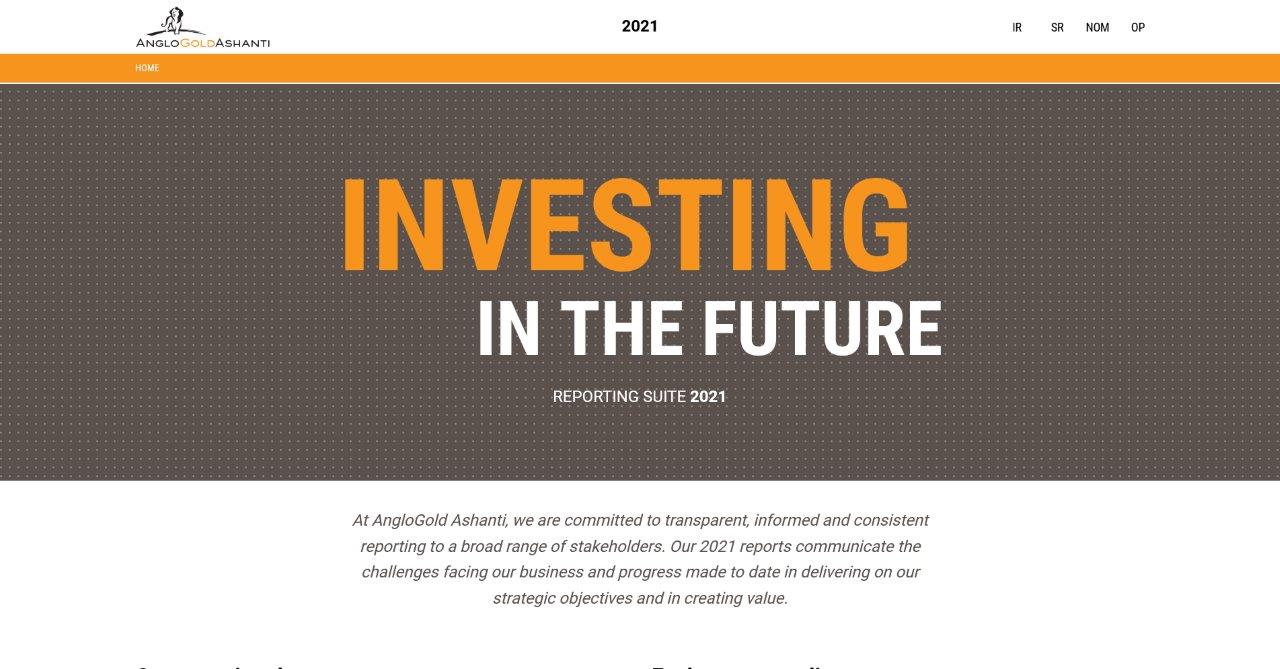 ANGLOGOLDASHANTI
2021
IR SR NOM OP
HOME
INVESTING
IN THE FUTURE
REPORTING SUITE 2021
At AngloGold Ashanti, we are committed to transparent, informed and consistent
reporting to a broad range of stakeholders. Our 2021 reports communicate the
challenges facing our business and progress made to date in delivering on our
strategic objectives and in creating value.